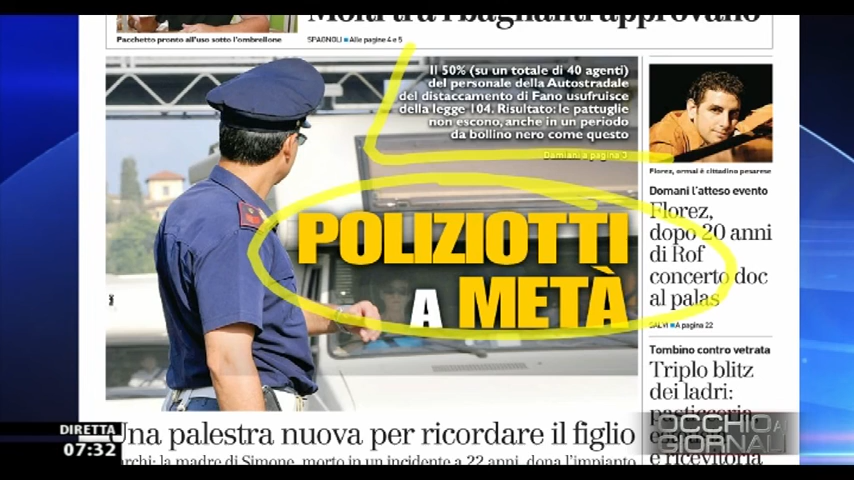 Pacchetto pronto all'uso sotto l'ombrellone
SPAGNOLI ■ Alle pagine 4 e 5
Il 50% (su un totale di 40 agenti)
del personale della Autostradale
del distaccamento di Fano usufruisce
della legge 104. Risultato: le pattuglie
non escono, anche in un periodo
da bollino nero come questo
Damiani a pagina 3
POLIZIOTTI
A METÀ
Florez, ormai è cittadino pesarese
Domani l'atteso evento
Florez,
dopo 20 anni
di Rof
concerto doc
al palas
SALVI ■ A pagina 22
Tombino contro vetrata
Triplo blitz
dei ladri:
pasticceria
e ricevitoria
Una palestra nuova per ricordare il figlio
la madre di Simone, morto in un incidente a 22 anni, dona l'impianto
DIRETTA
07:32
OCCHIO AI
GIORNALI